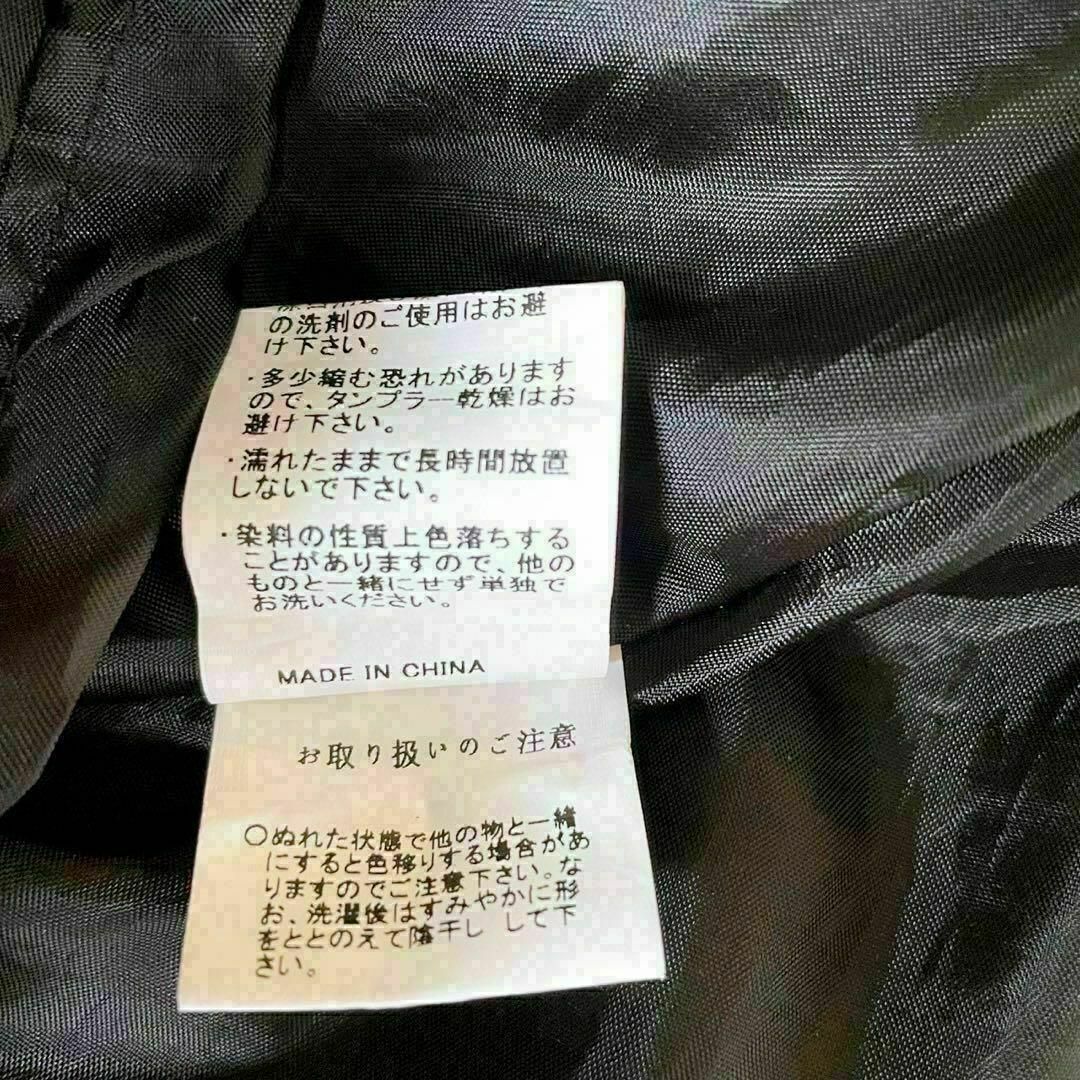 の洗剤のご使用はお避
け下さい。
・多少縮む恐れがあります
ので、タンプラー乾燥はお
避け下さい。
・濡れたままで長時間放置
しないで下さい。
・染料の性質上色落ちする
ことがありますので、他の
ものと一緒にせず単独で
お洗いください。
MADE IN CHINA
お取り扱いのご注意
○ぬれた状態で他の物と一緒
にすると色移りする場合があ
りますのでご注意下さい。な
お、洗濯後はすみやかに形
をととのえて陰干し して下
さい。